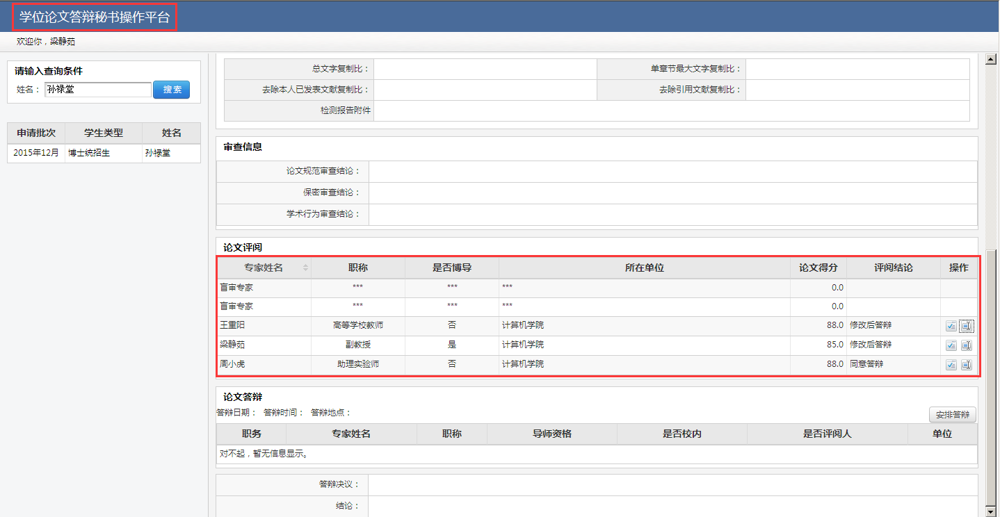 学位论文答辩秘书操作平台
欢迎你，梁静茹
请输入查询条件
姓名： 孙禄堂 搜索
申请批次 学生类型 姓名
2015年12月 博士统招生 孙禄堂
总文字复制比： 单章节最大文字复制比：
去除本人已发表文献复制比： 去除引用文献复制比：
检测报告附件
审查信息
论文规范审查结论：
保密审查结论：
学术行为审查结论：
论文评阅
专家姓名 职称 是否博导 所在单位 论文得分 评阅结论 操作
盲审专家 *** *** *** 0.0
盲审专家 *** *** *** 0.0
王重阳 高等学校教师 否 计算机学院 88.0 修改后答辩
梁静茹 副教授 是 计算机学院 85.0 修改后答辩
周小虎 助理实验师 否 计算机学院 88.0 同意答辩
论文答辩
答辩日期： 答辩时间： 答辩地点： 安排答辩
职务 专家姓名 职称 导师资格 是否校内 是否评阅人 单位
对不起，暂无信息显示。
答辩决议：
结论：